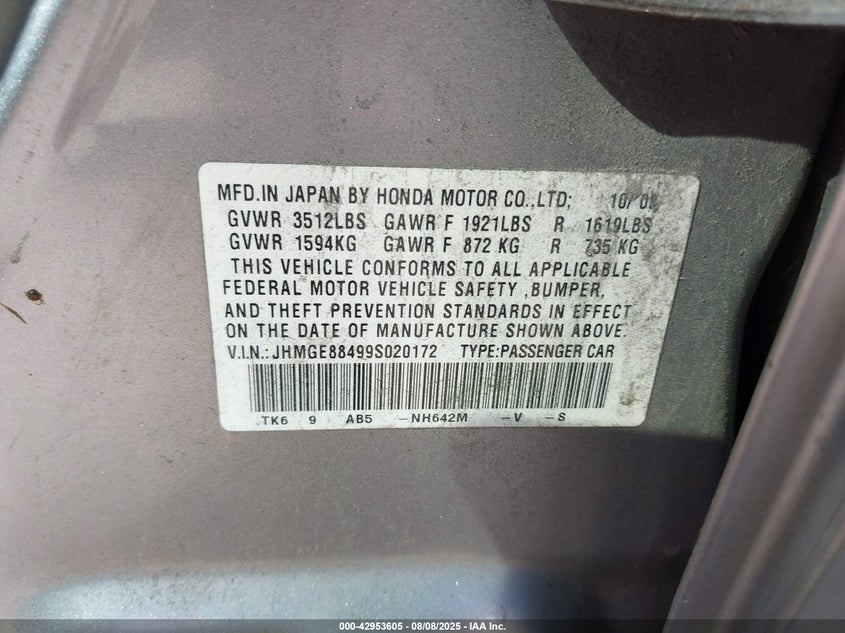 MFD.IN JAPAN BY HONDA MOTOR CO.,LTD;
GVWR 3512LBS GAWR F 1921LBS R 1619LBS
GVWR 1594KG GAWR F 872 KG R 735 KG
THIS VEHICLE CONFORMS TO ALL APPLICABLE
FEDERAL MOTOR VEHICLE SAFETY ,BUMPER,
AND THEFT PREVENTION STANDARDS IN EFFECT
ON THE DATE OF MANUFACTURE SHOWN ABOVE.
V.I.N.:JHMGE88499S020172 TYPE:PASSENGER CAR
TK6 9 AB5 -NH642M -V -S
000-42953605 - 08/08/2025 - IAA Inc.